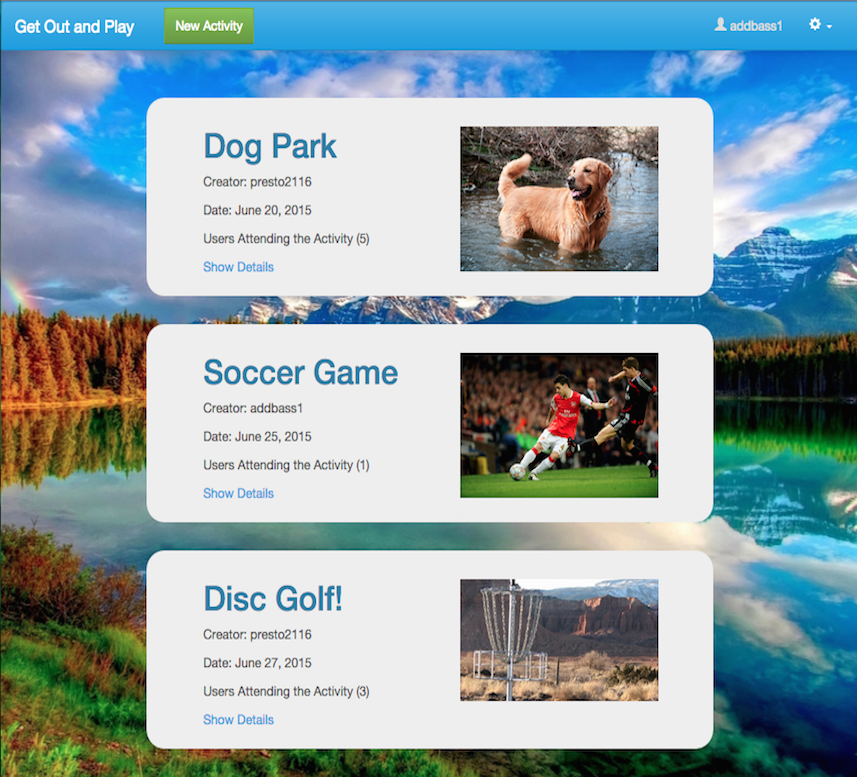 Get Out and Play
New Activity
addbass1
Dog Park
Creator: presto2116
Date: June 20, 2015
Users Attending the Activity (5)
Show Details
Soccer Game
Creator: addbass1
Date: June 25, 2015
Users Attending the Activity (1)
Show Details
Disc Golf!
Creator: presto2116
Date: June 27, 2015
Users Attending the Activity (3)
Show Details